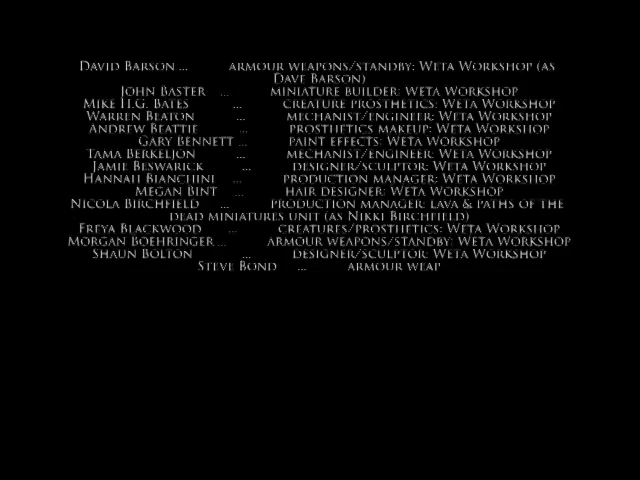 David Barson ... armour weapons/standby: Weta Workshop (as
Dave Barson)
John Baster ... miniature builder: Weta Workshop
Mike H.G. Bates ... creature prosthetics: Weta Workshop
Warren Beaton ... mechanist/engineer: Weta Workshop
Andrew Beattie ... prosthetics makeup: Weta Workshop
Gary Bennett ... paint effects: Weta Workshop
Tama Berkeljon ... mechanist/engineer: Weta Workshop
Jamie Beswarick ... designer/sculptor: Weta Workshop
Hannah Bianchini ... production manager: Weta Workshop
Megan Bint ... hair designer: Weta Workshop
Nicola Birchfield ... production manager: lava & paths of the
dead miniatures unit (as Nikki Birchfield)
Freya Blackwood ... creatures/prosthetics: Weta Workshop
Morgan Boehringer ... armour weapons/standby: Weta Workshop
Shaun Bolton ... designer/sculptor: Weta Workshop
Steve Bond ... armour weap